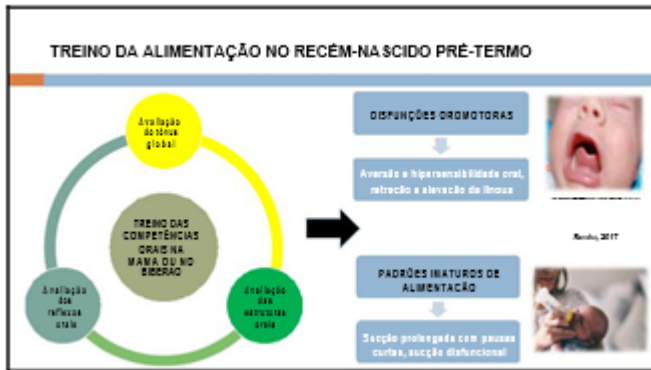 TREINO DA ALIMENTAÇÃO NO RECÉM-NASCIDO PRÉ-TERMO
Avaliação
do tónus
global
TREINO DAS
COMPETÊNCIAS
ORAIS NA
MAMA OU NO
BIBERÃO
Avaliação
dos
reflexos
orais
Avaliação
das
estruturas
orais
DISFUNÇÕES OROMOTORAS
Aversão e hipersensibilidade oral,
retração e elevação da língua
2017
PADRÕES IMATUROS DE
ALIMENTAÇÃO
Sucção prolongada com pausas
curtas, sucção disfuncional